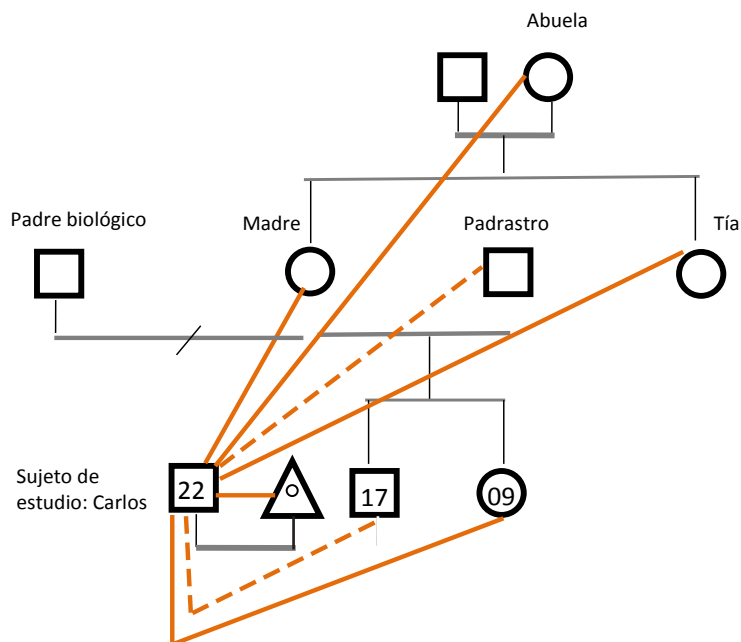 Abuela
Padre biológico
Madre
Padrastro
Tía
Sujeto de
estudio: Carlos
22
17
09